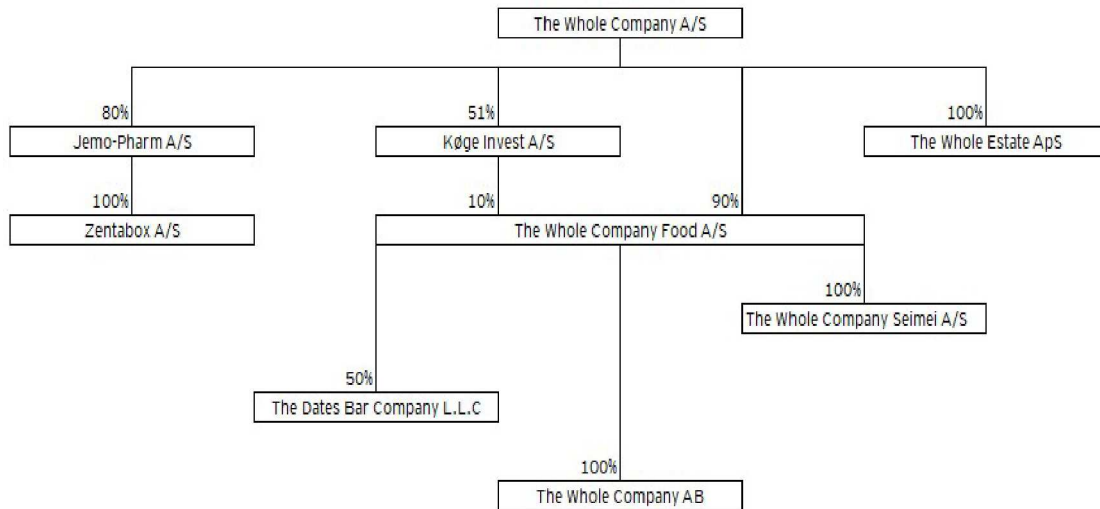 The Whole Company A/S
80%
51%
100%
Jemo-Pharm A/S
Køge Invest A/S
The Whole Estate ApS
100%
10%
90%
Zentabox A/S
The Whole Company Food A/S
100%
The Whole Company Seimei A/S
50%
The Dates Bar Company L.L.C
100%
The Whole Company AB